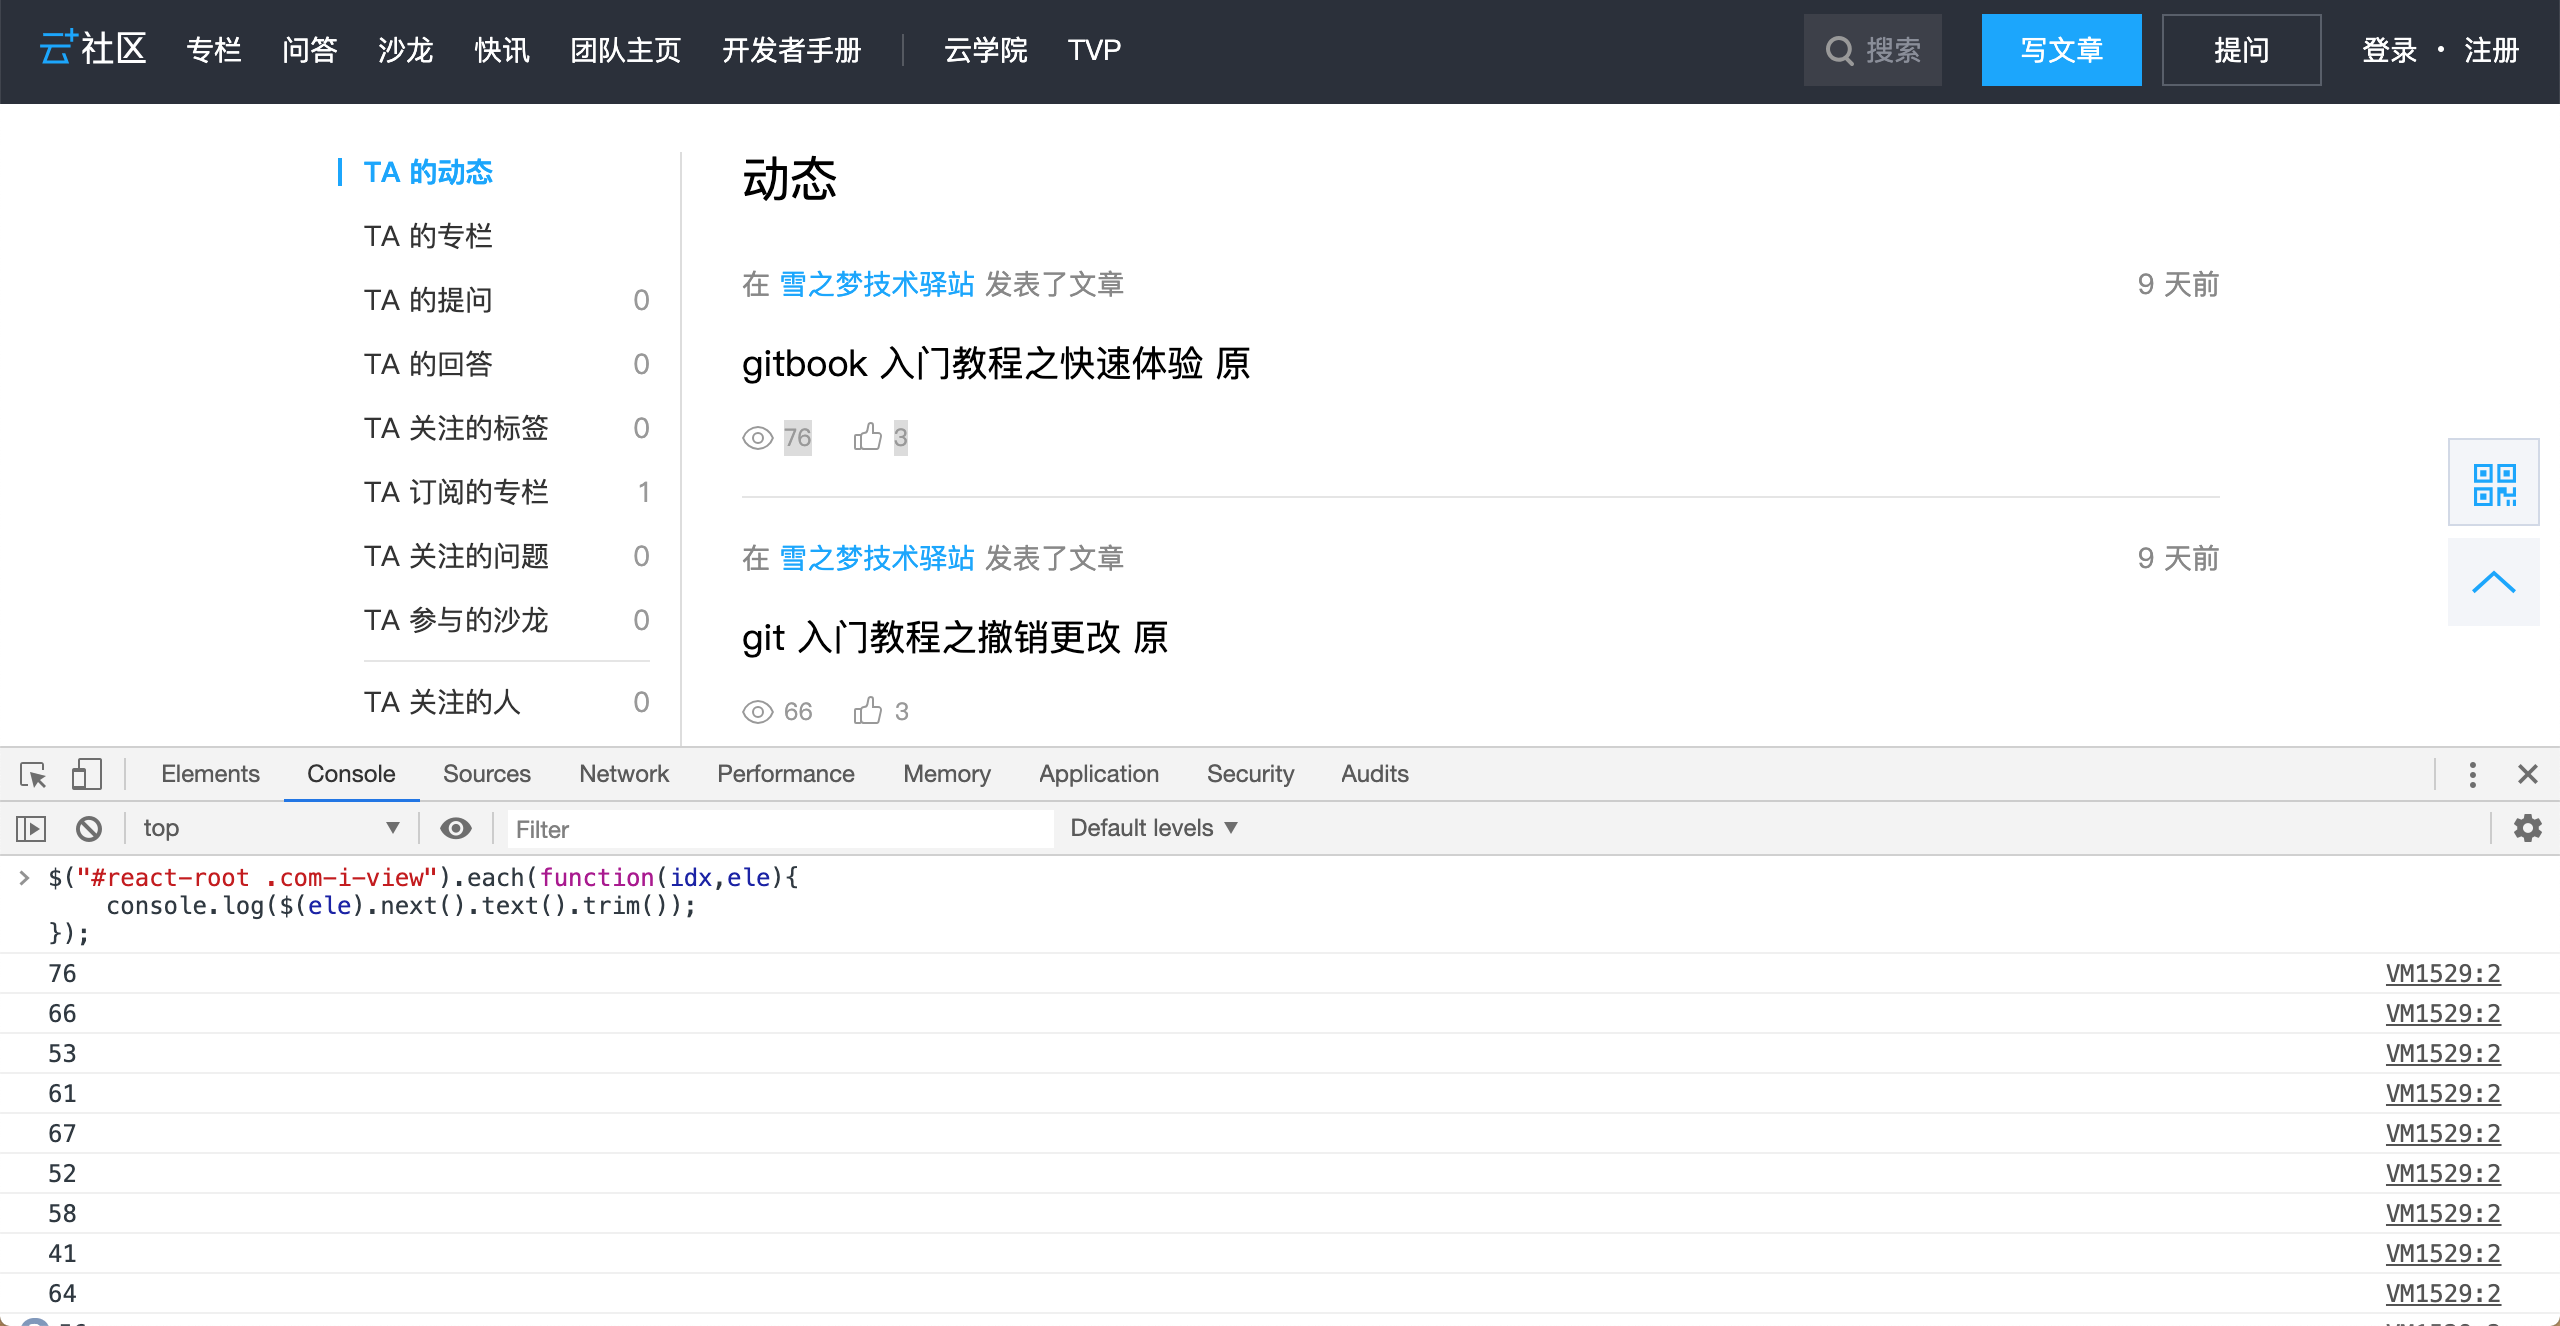 云+社区 专栏 问答 沙龙 快讯 团队主页 开发者手册 云学院 TVP 搜索 写文章 提问 登录 · 注册
TA 的动态
TA 的专栏
TA 的提问 0
TA 的回答 0
TA 关注的标签 0
TA 订阅的专栏 1
TA 关注的问题 0
TA 参与的沙龙 0
TA 关注的人 0
动态
在 雪之梦技术驿站 发表了文章 9 天前
gitbook 入门教程之快速体验 原
76 3
在 雪之梦技术驿站 发表了文章 9 天前
git 入门教程之撤销更改 原
66 3
Elements Console Sources Network Performance Memory Application Security Audits
top Filter Default levels
$("#react-root .com-i-view").each(function(idx,ele){
    console.log($(ele).next().text().trim());
});
76 VM1529:2
66 VM1529:2
53 VM1529:2
61 VM1529:2
67 VM1529:2
52 VM1529:2
58 VM1529:2
41 VM1529:2
64 VM1529:2